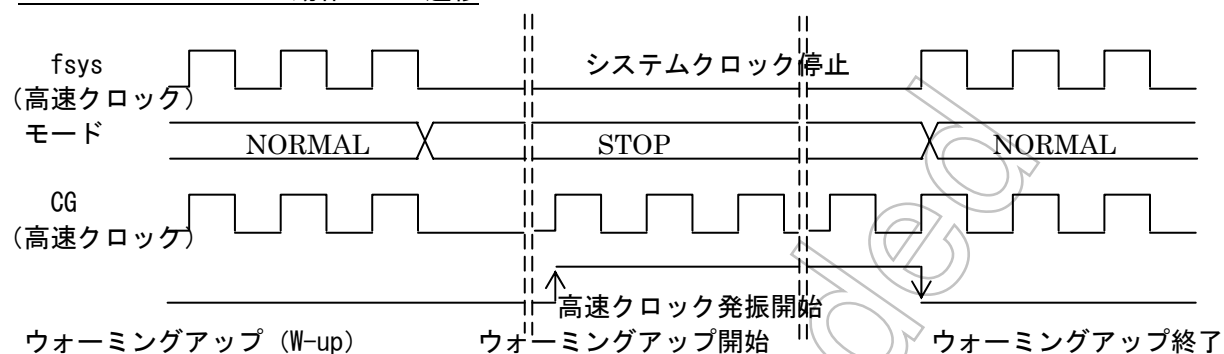 fsys
システムクロック停止
(高速クロック)
モード
NORMAL
STOP
NORMAL
CG
(高速クロック)
高速クロック発振開始
ウォーミングアップ (W-up)
ウォーミングアップ開始
ウォーミングアップ終了